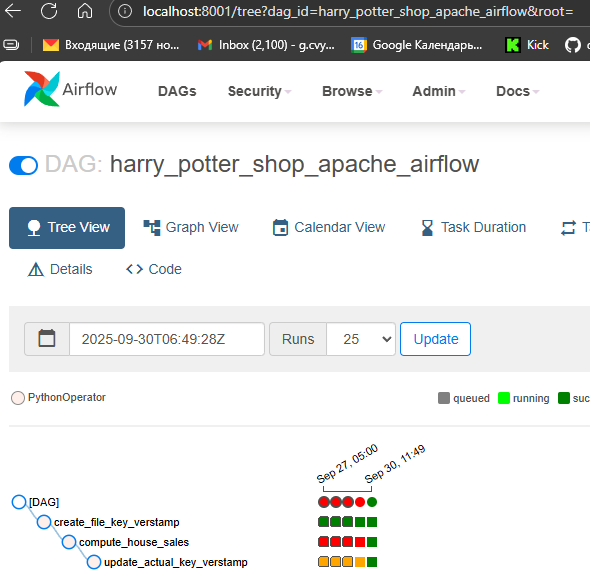 localhost:8001/tree?dag_id=harry_potter_shop_apache_airflow&root=
Входящие (3157 но... Inbox (2,100) - g.cvy... 16 Google Календарь... Kick
Airflow DAGs Security Browse Admin Docs
DAG: harry_potter_shop_apache_airflow
Tree View Graph View Calendar View Task Duration
Details <> Code
2025-09-30T06:49:28Z Runs 25 Update
PythonOperator queued running suc
Sep 27, 05:00 Sep 30, 11:49
[DAG]
create_file_key_verstamp
compute_house_sales
update_actual_key_verstamp